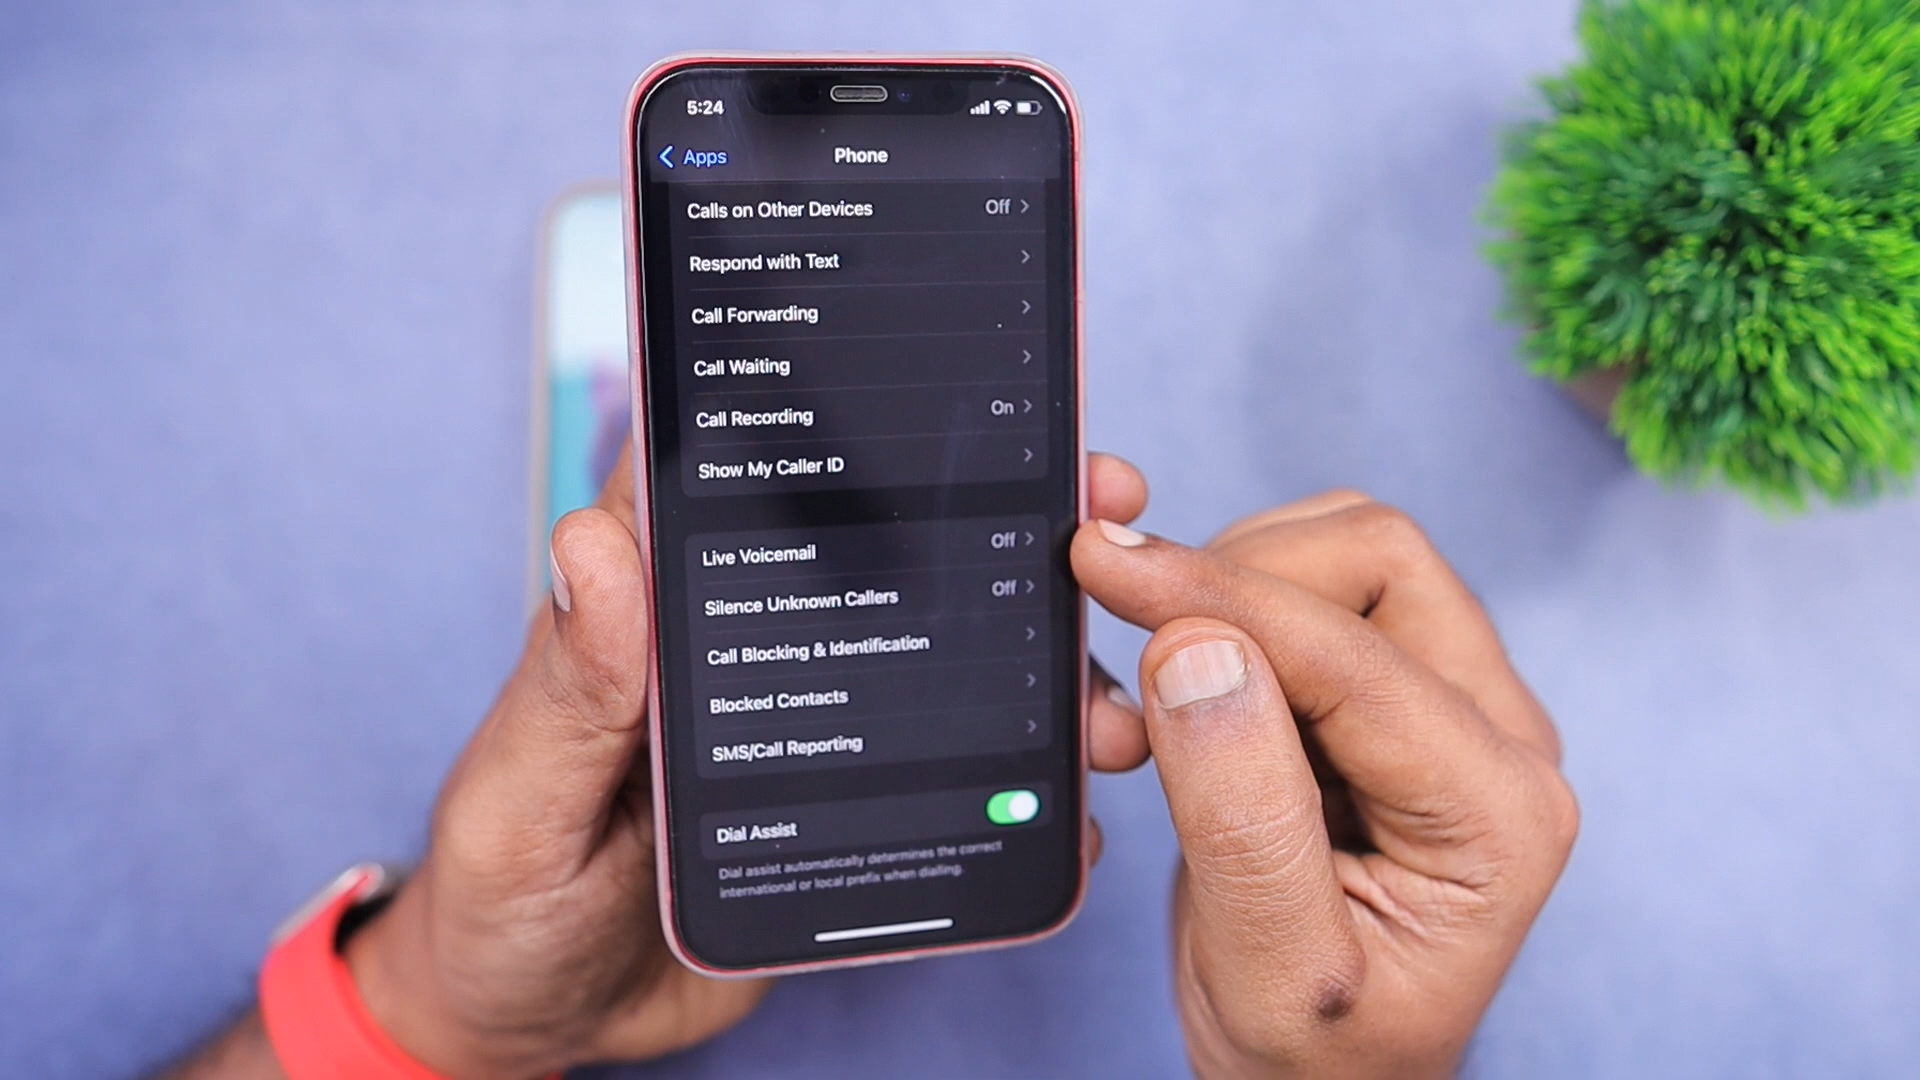 5:24
Apps
Phone
Calls on Other Devices Off
Respond with Text
Call Forwarding
Call Waiting
Call Recording On
Show My Caller ID
Live Voicemail Off
Silence Unknown Callers Off
Call Blocking & Identification
Blocked Contacts
SMS/Call Reporting
Dial Assist
Dial assist automatically determines the correct
international or local prefix when dialling.